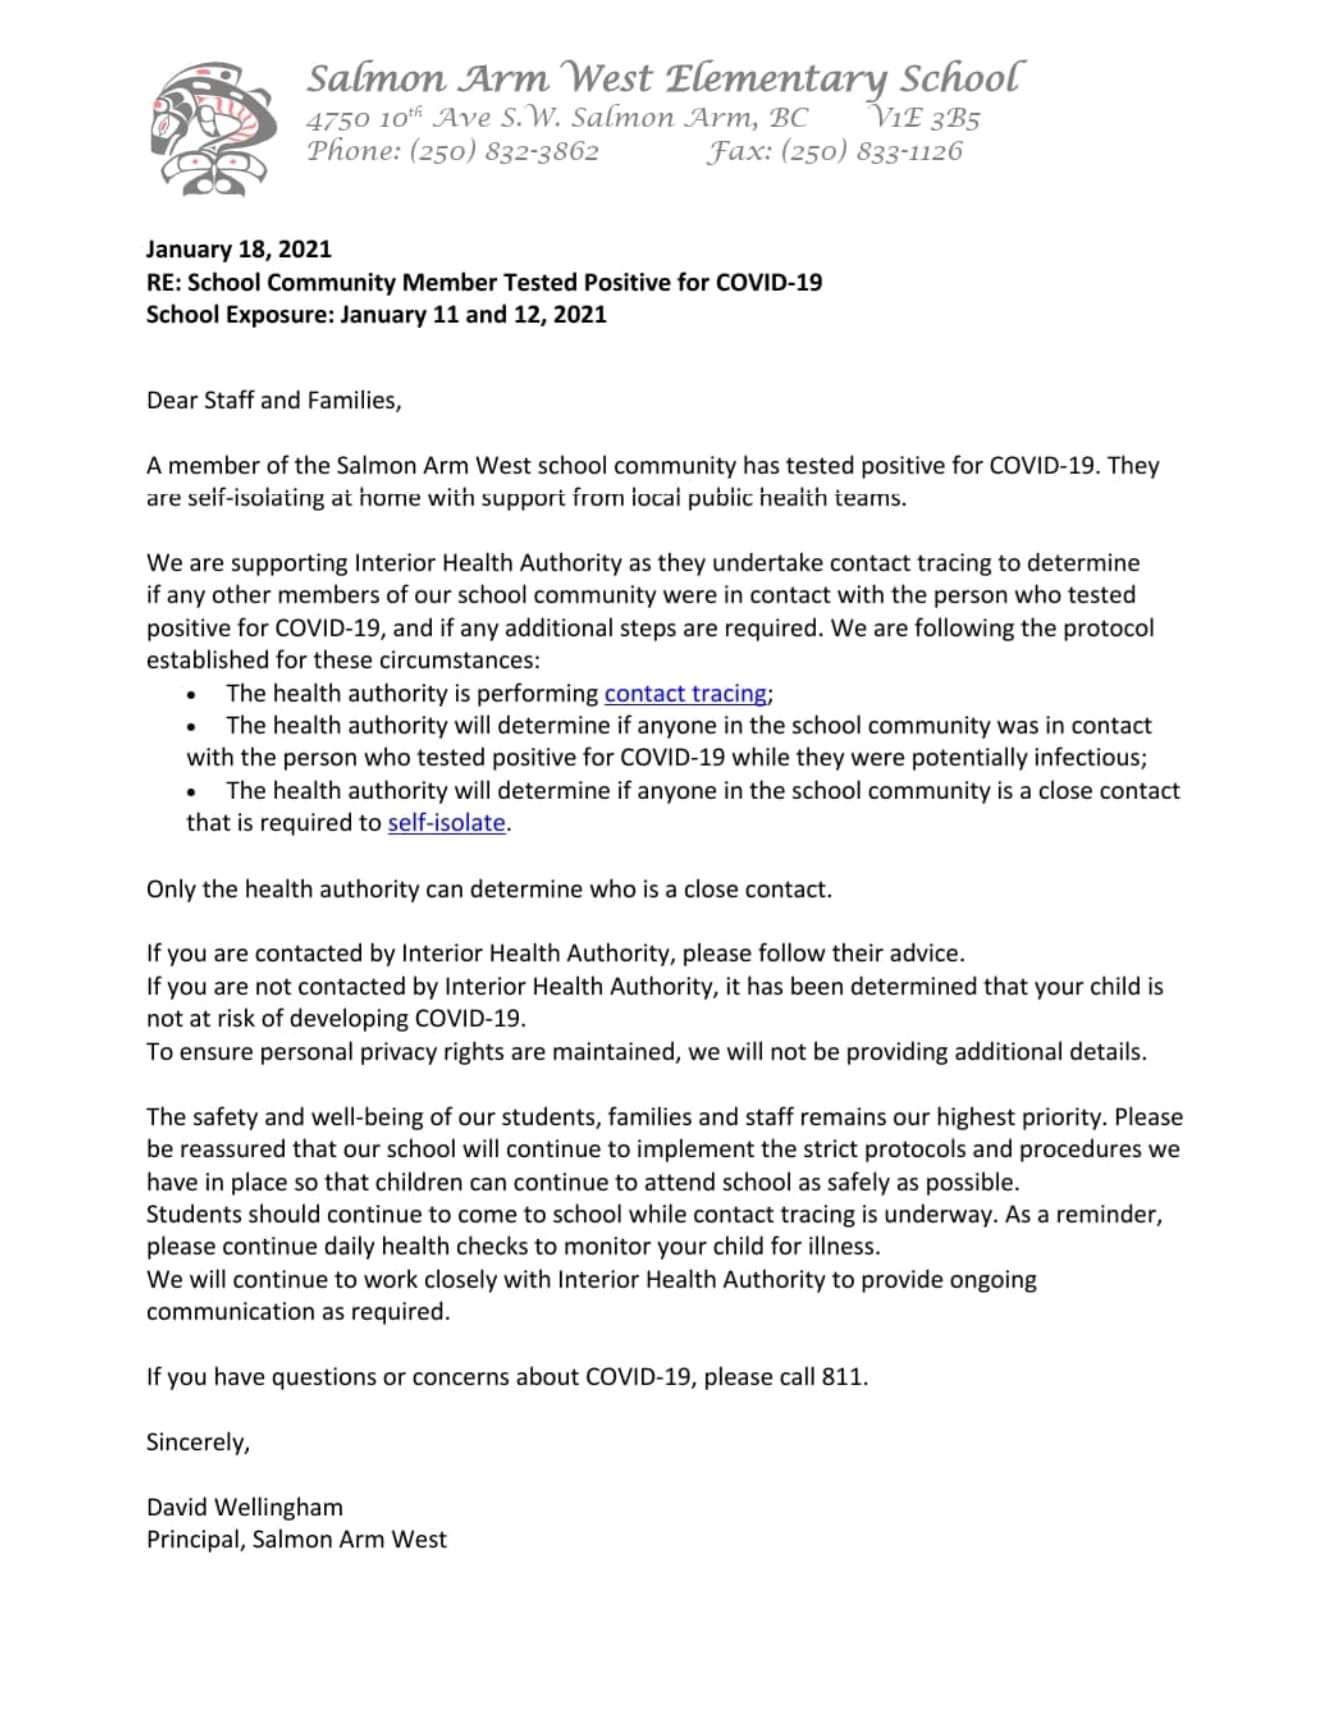 Salmon Arm West Elementary School
4750 10th Ave S.W. Salmon Arm, BC V1E 3B5
Phone: (250) 832-3862 Fax: (250) 833-1126
January 18, 2021
RE: School Community Member Tested Positive for COVID-19
School Exposure: January 11 and 12, 2021
Dear Staff and Families,
A member of the Salmon Arm West school community has tested positive for COVID-19. They
are self-isolating at home with support from local public health teams.
We are supporting Interior Health Authority as they undertake contact tracing to determine
if any other members of our school community were in contact with the person who tested
positive for COVID-19, and if any additional steps are required. We are following the protocol
established for these circumstances:
• The health authority is performing contact tracing;
• The health authority will determine if anyone in the school community was in contact
with the person who tested positive for COVID-19 while they were potentially infectious;
• The health authority will determine if anyone in the school community is a close contact
that is required to self-isolate.
Only the health authority can determine who is a close contact.
If you are contacted by Interior Health Authority, please follow their advice.
If you are not contacted by Interior Health Authority, it has been determined that your child is
not at risk of developing COVID-19.
To ensure personal privacy rights are maintained, we will not be providing additional details.
The safety and well-being of our students, families and staff remains our highest priority. Please
be reassured that our school will continue to implement the strict protocols and procedures we
have in place so that children can continue to attend school as safely as possible.
Students should continue to come to school while contact tracing is underway. As a reminder,
please continue daily health checks to monitor your child for illness.
We will continue to work closely with Interior Health Authority to provide ongoing
communication as required.
If you have questions or concerns about COVID-19, please call 811.
Sincerely,
David Wellingham
Principal, Salmon Arm West